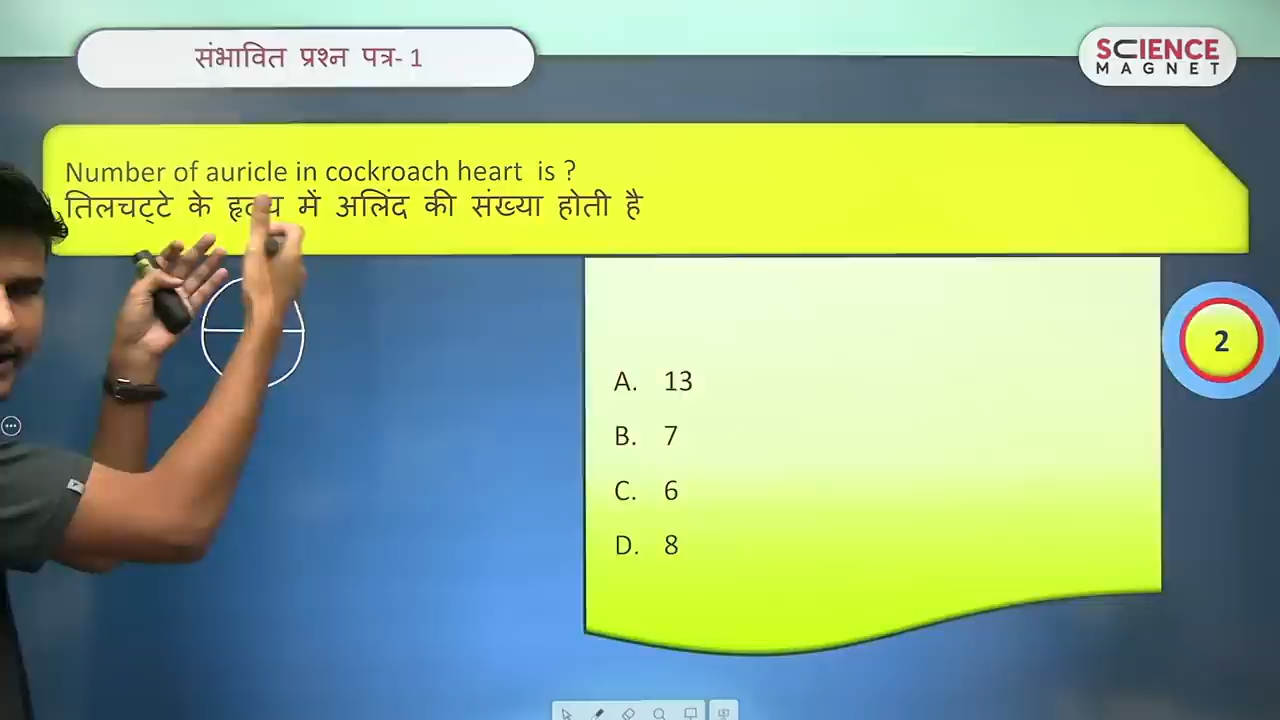 संभावित प्रश्न पत्र- 1
SCIENCE
MAGNET
Number of auricle in cockroach heart is ?
तिलचट्टे के हृदय में अलिंद की संख्या होती है
A. 13
B. 7
C. 6
D. 8
2